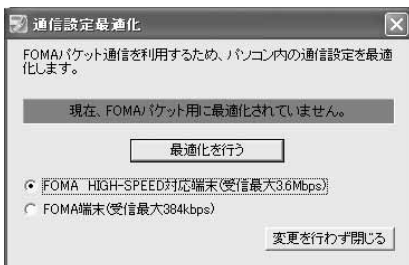 通信設定最適化
FOMAパケット通信を利用するため、パソコン内の通信設定を最適
化します。
現在、FOMAパケット用に最適化されていません。
最適化を行う
FOMA HIGH-SPEED対応端末(受信最大3.6Mbps)
FOMA端末(受信最大384kbps)
変更を行わず閉じる